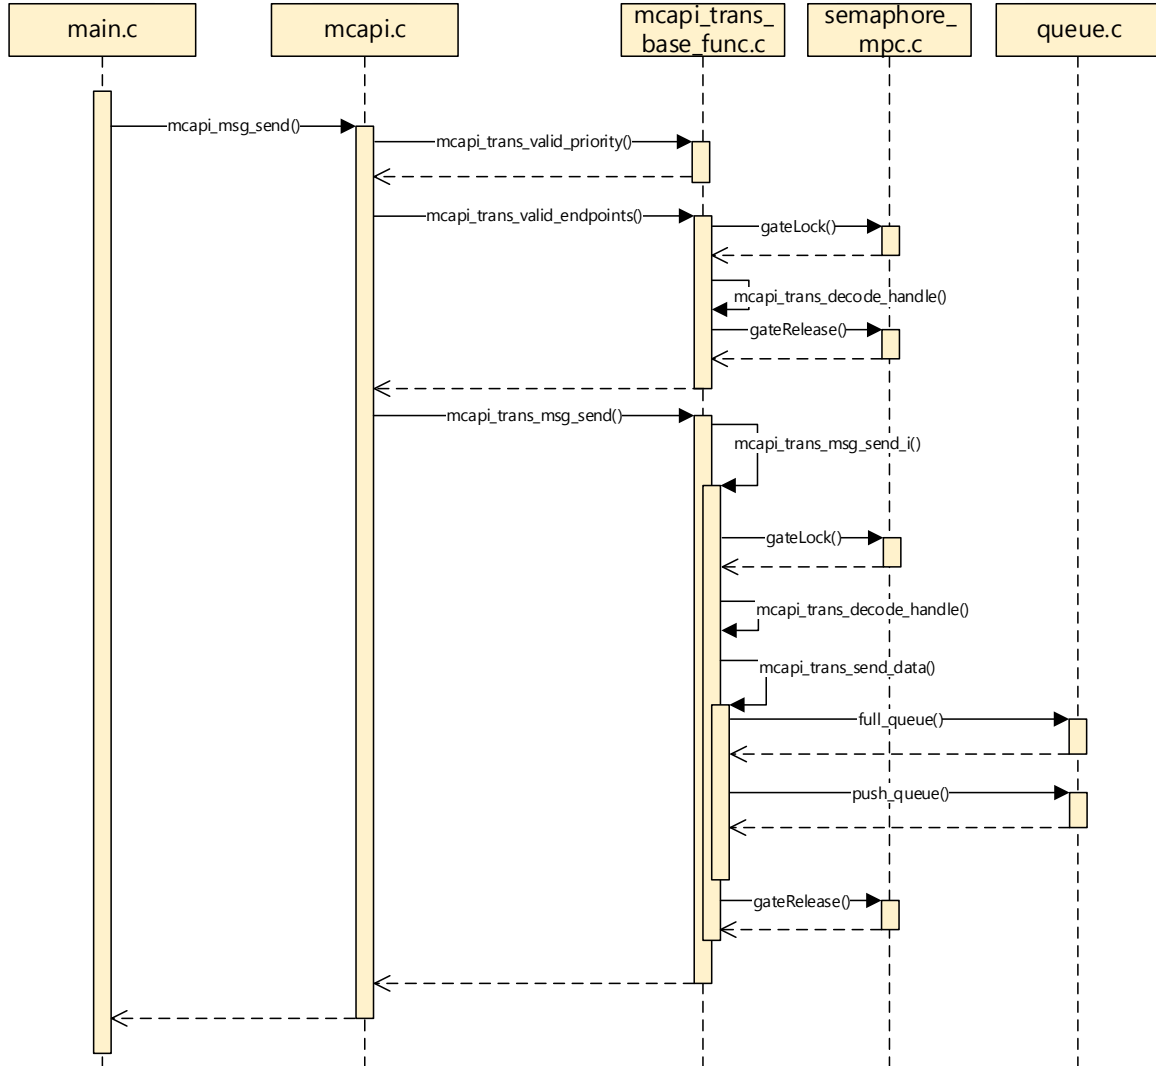 main.c
mcapi.c
mcapi_trans_
base_func.c
semaphore_
mpc.c
queue.c
mcapi_msg_send()
mcapi_trans_valid_priority()
mcapi_trans_valid_endpoints()
gateLock()
mcapi_trans_decode_handle()
gateRelease()
mcapi_trans_msg_send()
mcapi_trans_msg_send_i()
gateLock()
mcapi_trans_decode_handle()
mcapi_trans_send_data()
full_queue()
push_queue()
gateRelease()